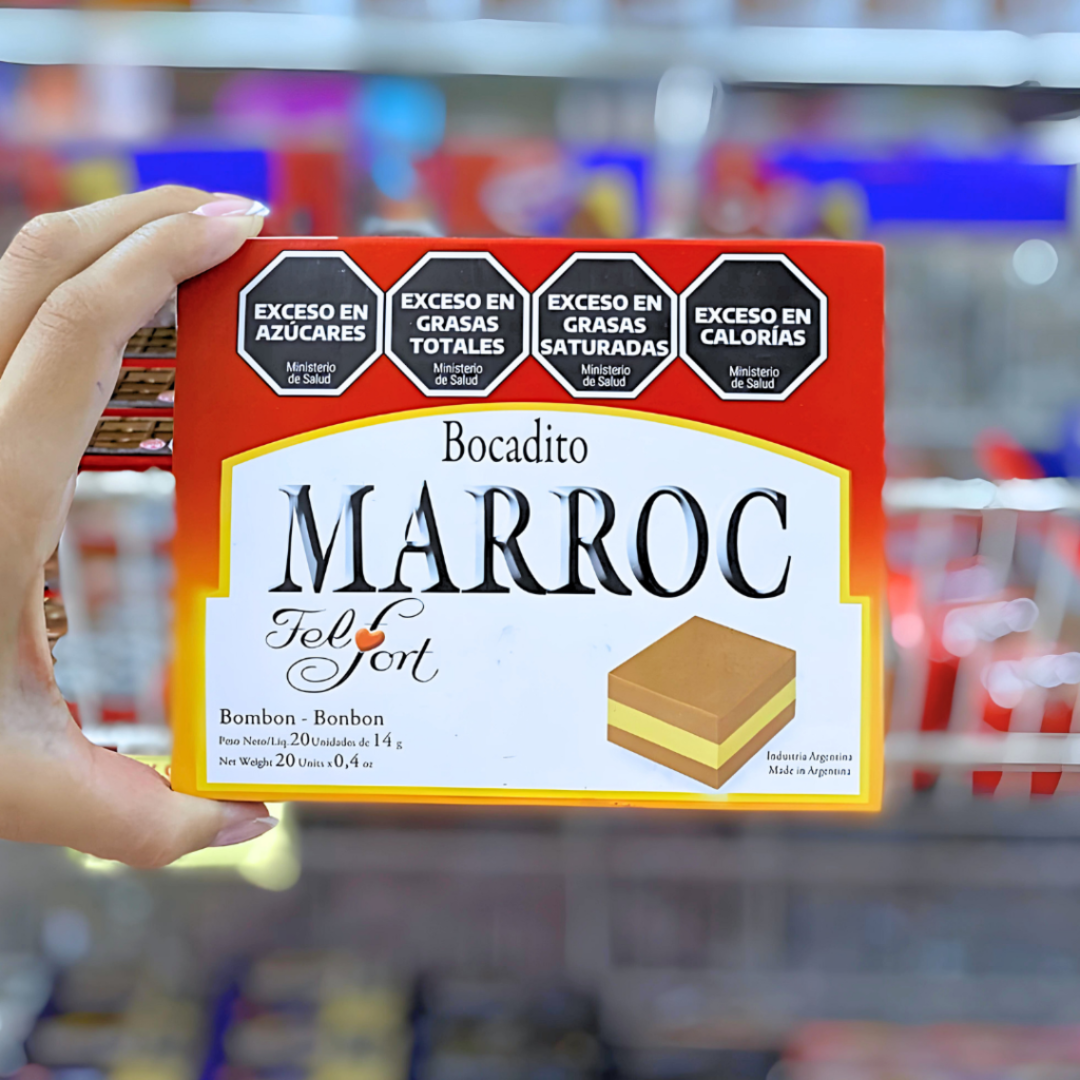 EXCESO EN
AZÚCARES
Ministerio
de Salud
EXCESO EN
GRASAS
TOTALES
Ministerio
de Salud
EXCESO EN
GRASAS
SATURADAS
Ministerio
de Salud
EXCESO EN
CALORÍAS
Ministerio
de Salud
Bocadito
MARROC
Felfort
Bombon - Bonbon
Peso Neto/Liq. 20 Unidades de 14 g
Net Weight 20 Units x 0,4 oz
Industria Argentina
Made in Argentina